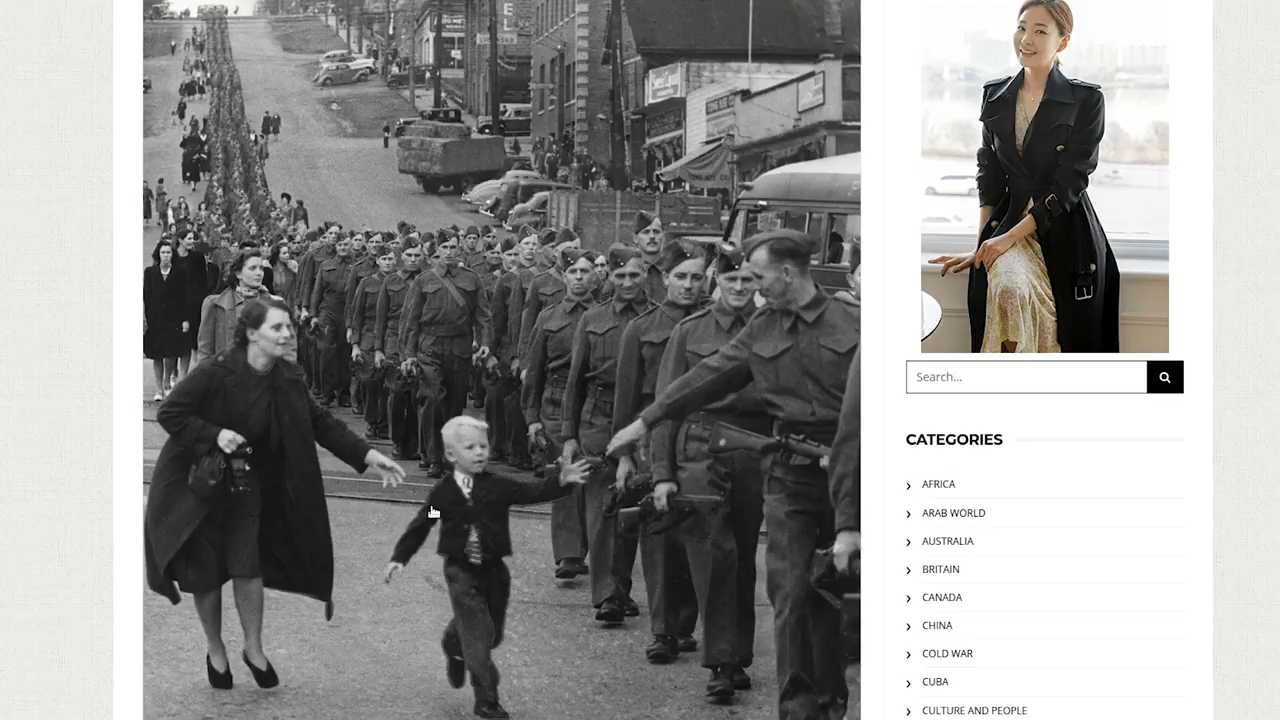 Search...
CATEGORIES
AFRICA
ARAB WORLD
AUSTRALIA
BRITAIN
CANADA
CHINA
COLD WAR
CUBA
CULTURE AND PEOPLE